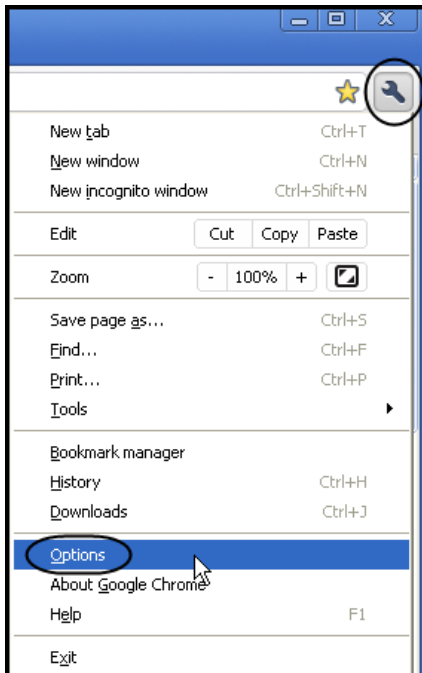 New tab Ctrl+T
New window Ctrl+N
New incognito window Ctrl+Shift+N
Edit Cut Copy Paste
Zoom - 100% +
Save page as... Ctrl+S
Find... Ctrl+F
Print... Ctrl+P
Tools
Bookmark manager
History Ctrl+H
Downloads Ctrl+J
Options
About Google Chrome
Help F1
Exit